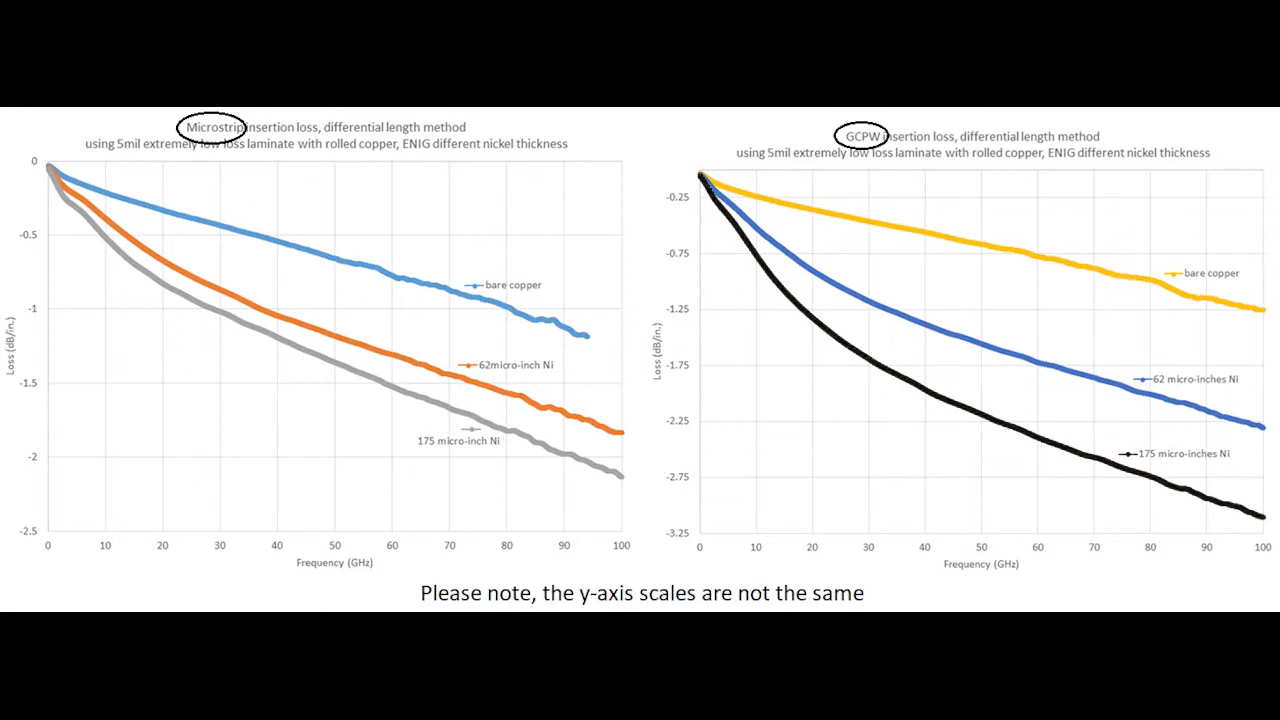 Microstrip insertion loss, differential length method
using 5mil extremely low loss laminate with rolled copper, ENIG different nickel thickness
0
-0.5
-1
-1.5
-2
-2.5
Loss (dB/in.)
bare copper
62micro-inch Ni
175 micro-inch Ni
0 10 20 30 40 50 60 70 80 90 100
Frequency (GHz)
GCPW insertion loss, differential length method
using 5mil extremely low loss laminate with rolled copper, ENIG different nickel thickness
-0.25
-0.75
-1.25
-1.75
-2.25
-2.75
-3.25
Loss (dB/in.)
bare copper
62 micro-inches Ni
175 micro-inches Ni
0 10 20 30 40 50 60 70 80 90 100
Frequency (GHz)
Please note, the y-axis scales are not the same